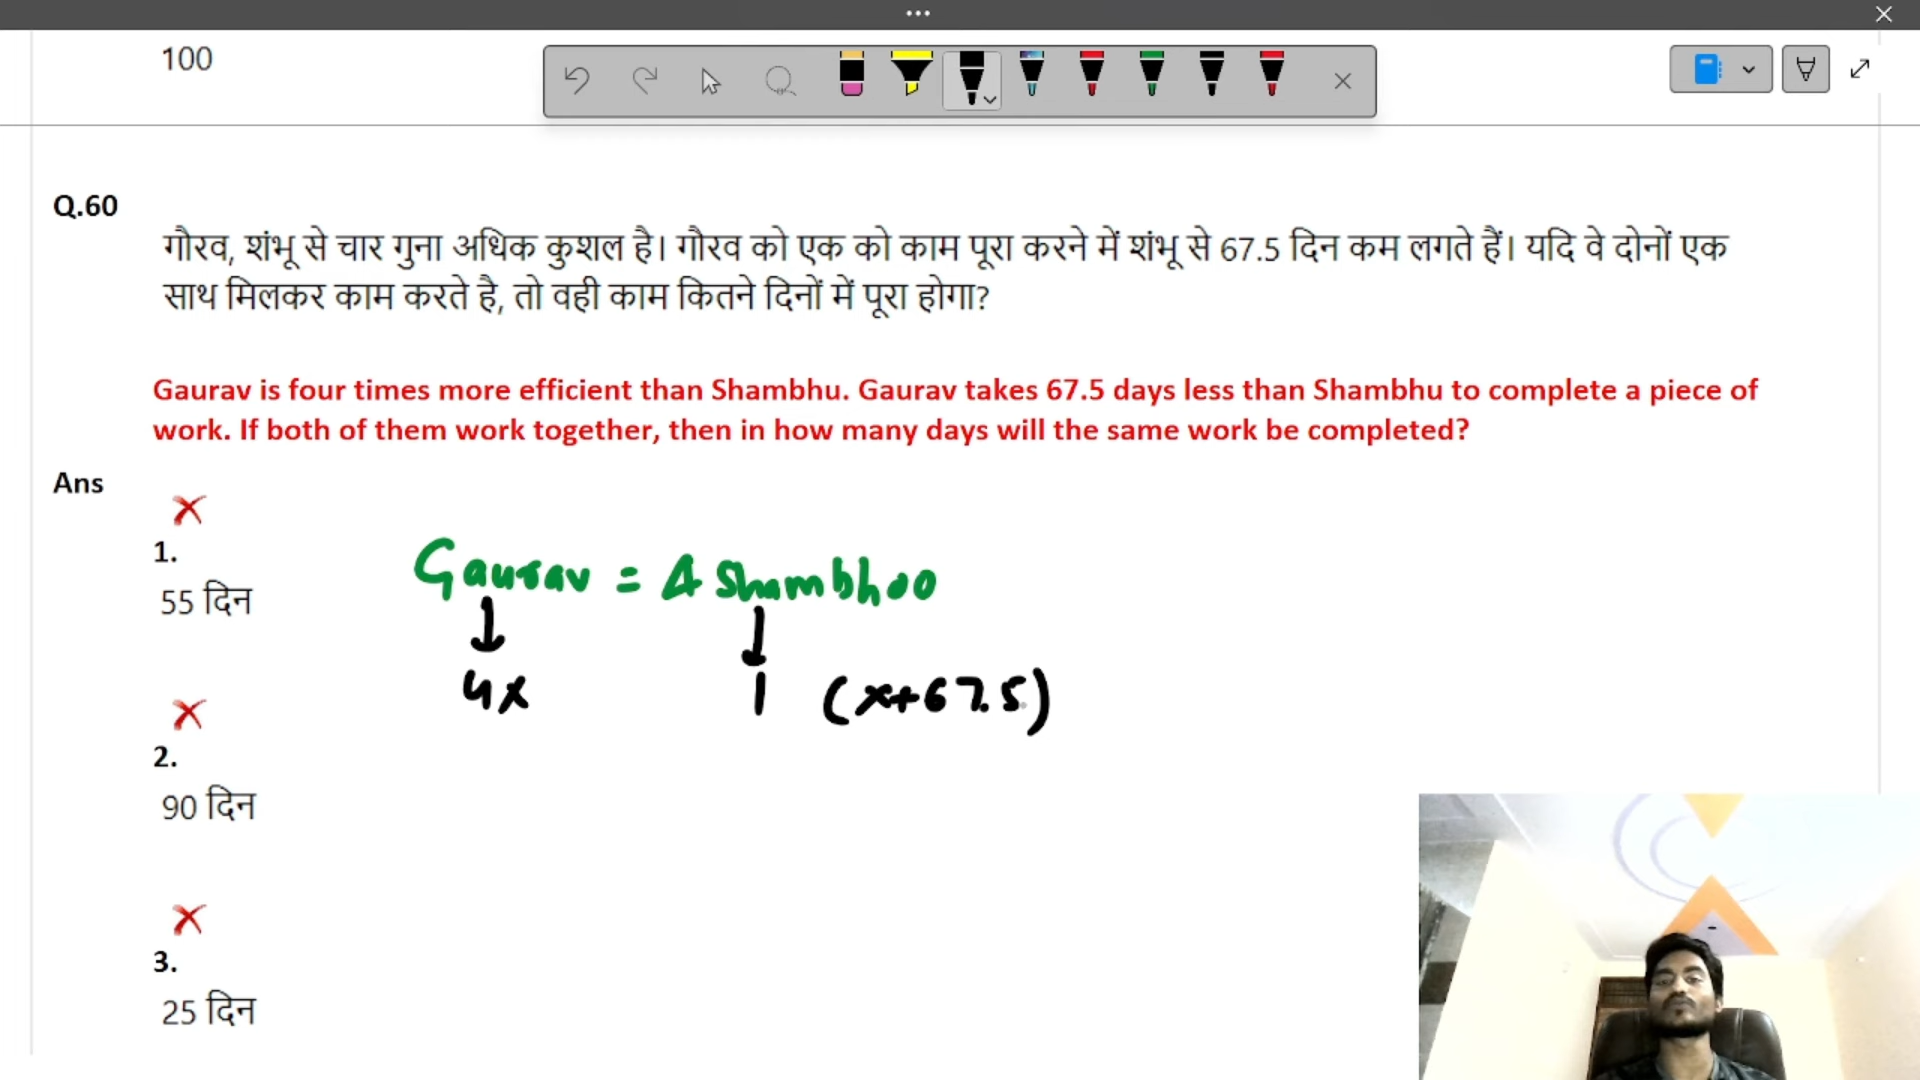 100
Q.60
गौरव, शंभू से चार गुना अधिक कुशल है। गौरव को एक को काम पूरा करने में शंभू से 67.5 दिन कम लगते हैं। यदि वे दोनों एक
साथ मिलकर काम करते है, तो वही काम कितने दिनों में पूरा होगा?
Gaurav is four times more efficient than Shambhu. Gaurav takes 67.5 days less than Shambhu to complete a piece of
work. If both of them work together, then in how many days will the same work be completed?
Ans
1.
55 दिन
Gaurav = 4 Shambhoo
4x 1 (x+67.5)
2.
90 दिन
3.
25 दिन